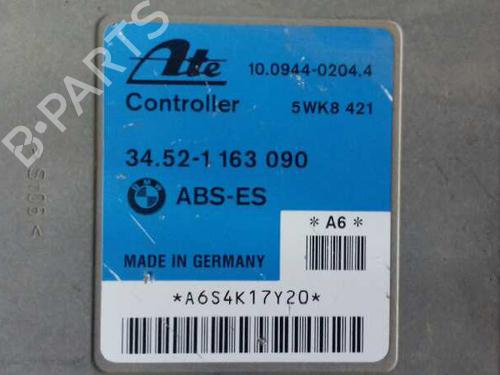 B-PARTS
Ate 10.0944-0204.4
Controller 5WK8 421
34.52-1 163 090
BMW ABS-ES
*A6*
MADE IN GERMANY
*A6S4K17Y20*